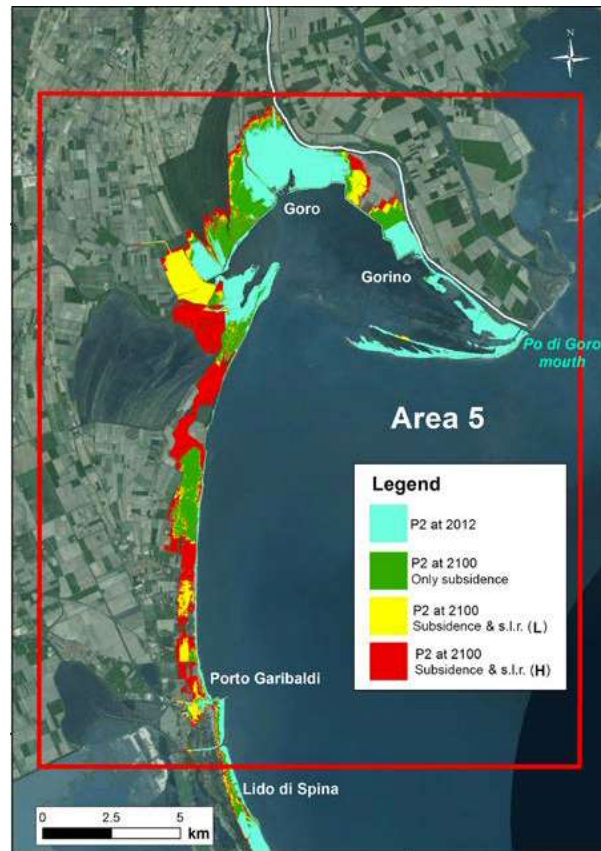 N
Goro
Gorino
Po di Goro
mouth
Area 5
Legend
P2 at 2012
P2 at 2100
Only subsidence
P2 at 2100
Subsidence & s.l.r. (L)
P2 at 2100
Subsidence & s.l.r. (H)
Porto Garibaldi
Lido di Spina
0 2.5 5
km